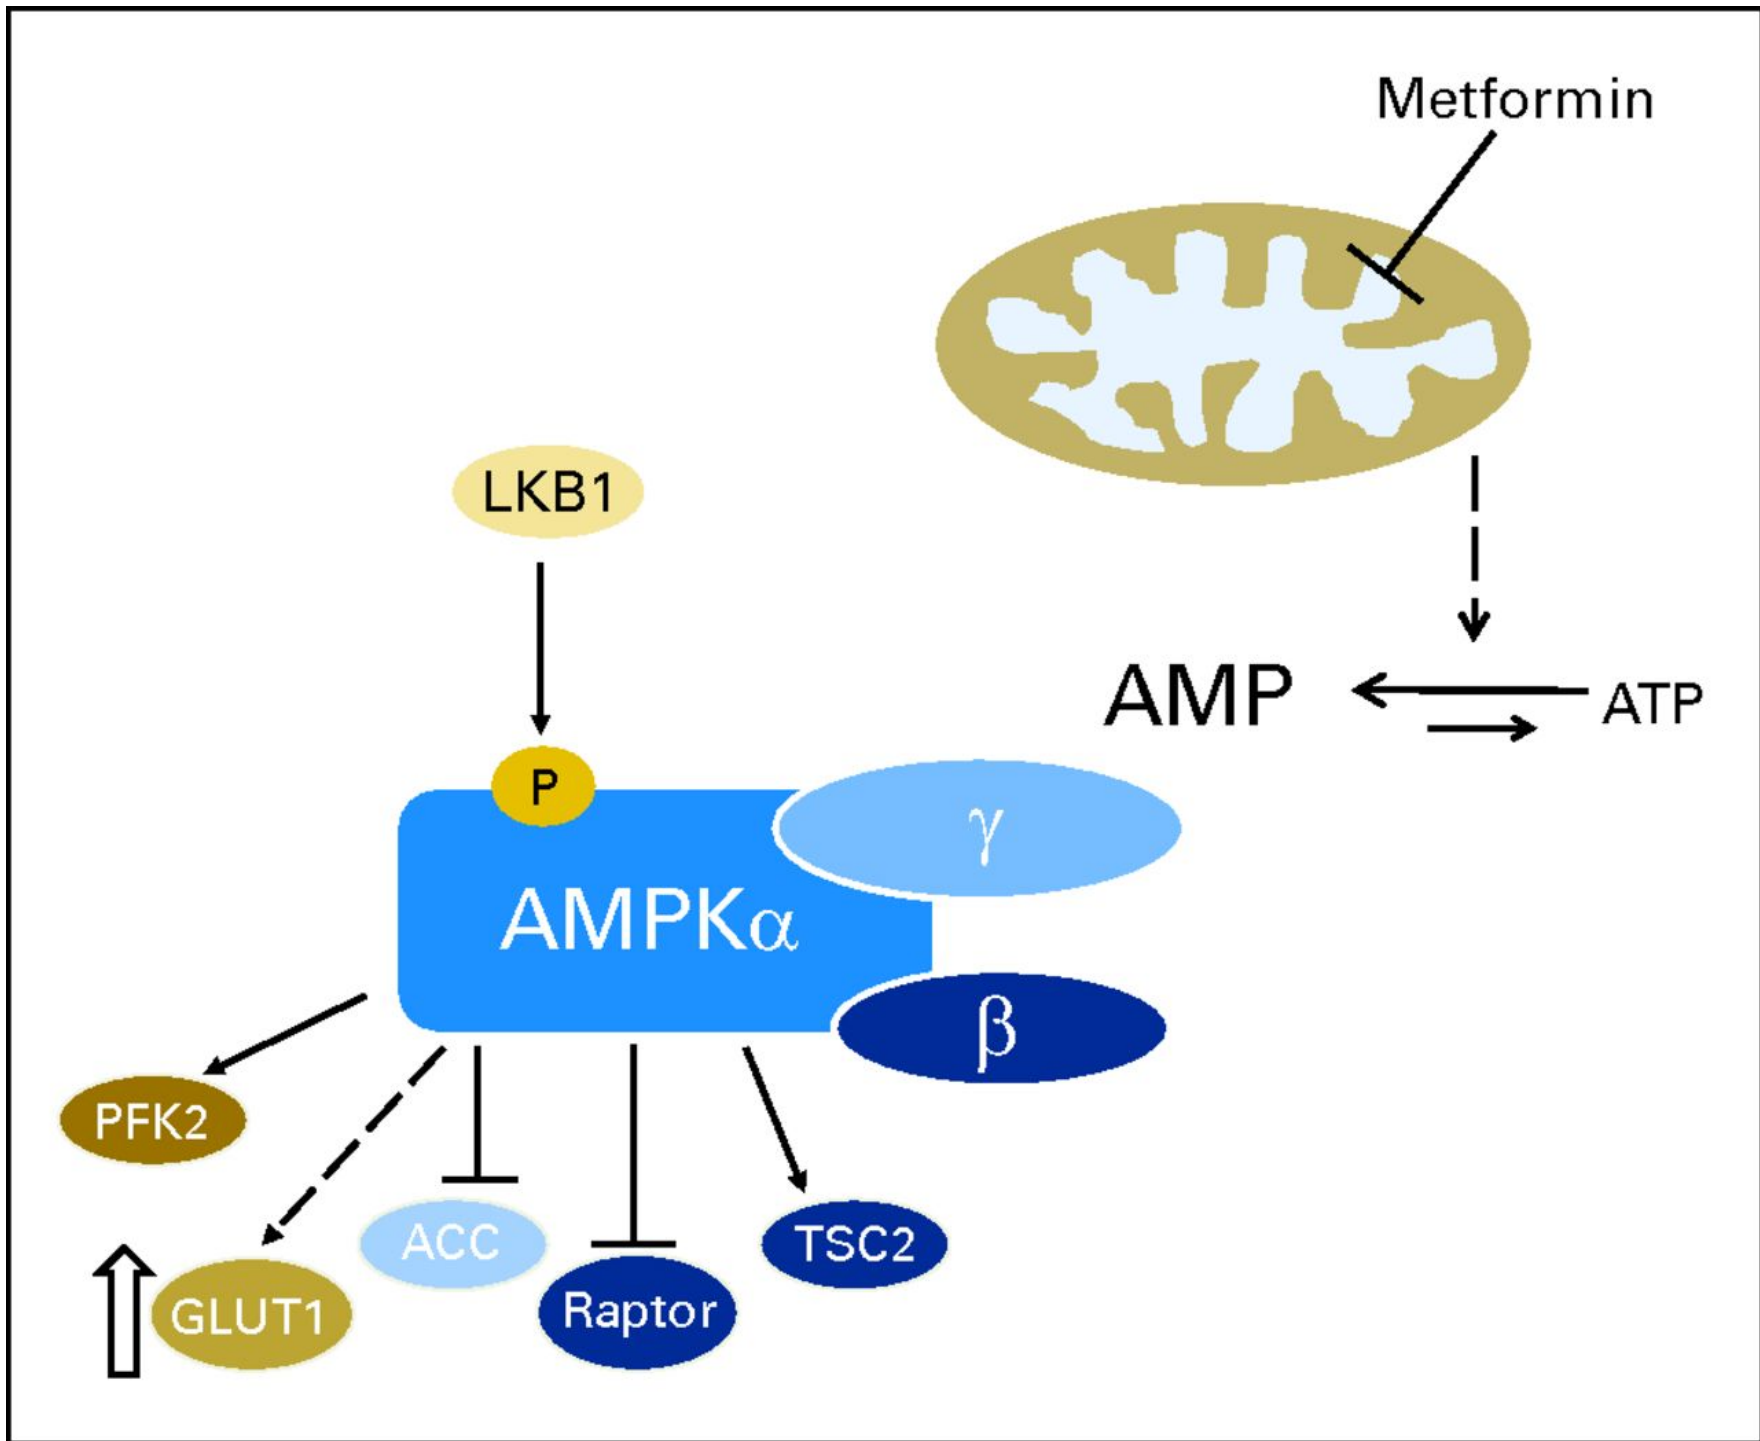 Metformin
LKB1
AMP
ATP
P
γ
AMPKα
β
PFK2
ACC
TSC2
GLUT1
Raptor